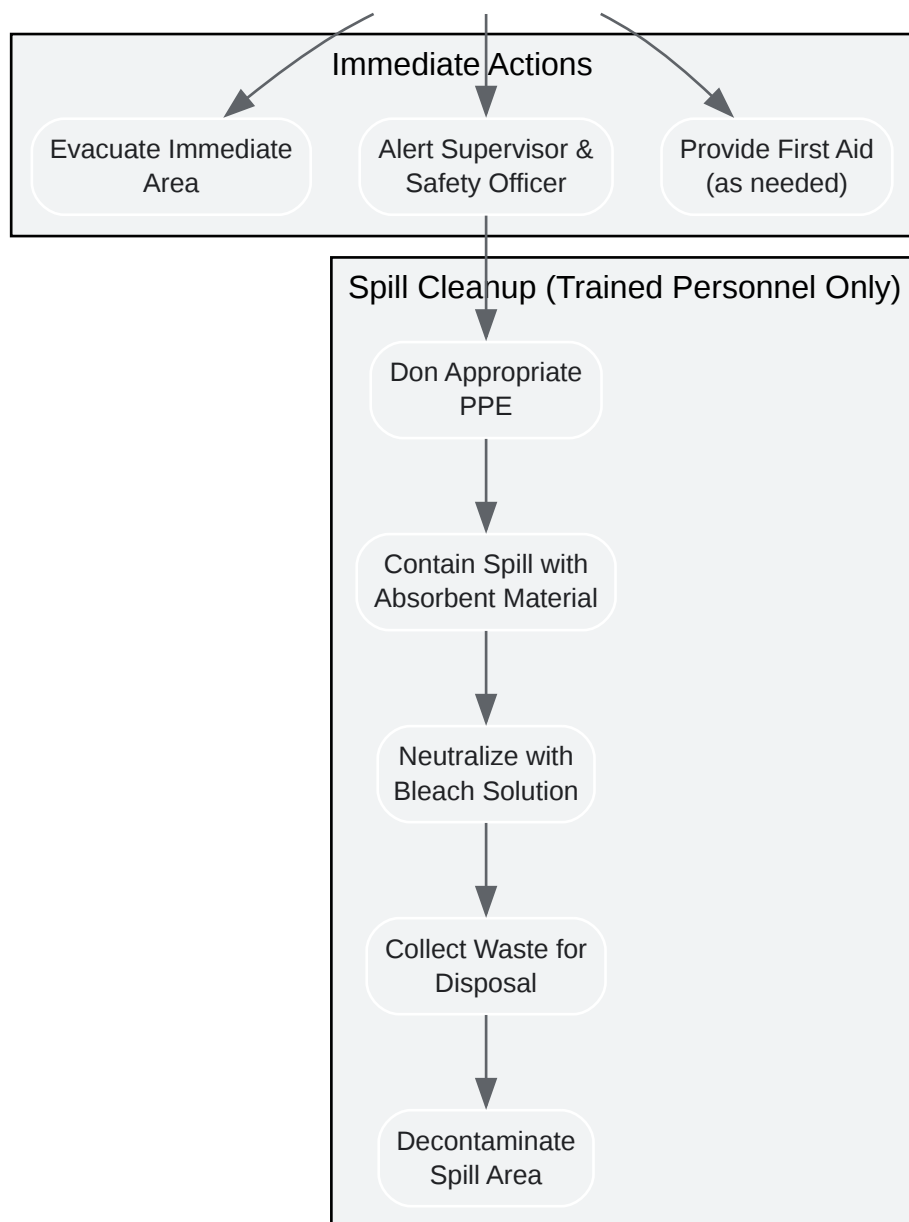 Immediate Actions
Evacuate Immediate
Area
Alert Supervisor &
Safety Officer
Provide First Aid
(as needed)
Spill Cleanup (Trained Personnel Only)
Don Appropriate
PPE
Contain Spill with
Absorbent Material
Neutralize with
Bleach Solution
Collect Waste for
Disposal
Decontaminate
Spill Area